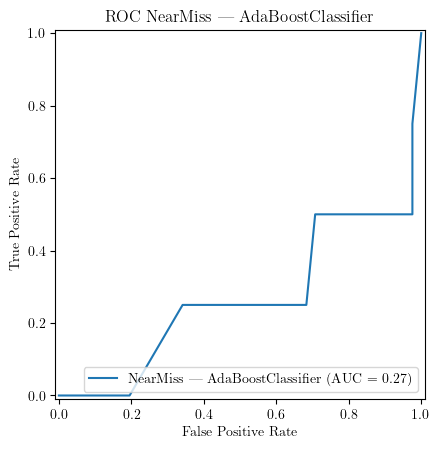 ROC NearMiss — AdaBoostClassifier
1.0
0.8
0.6
0.4
0.2
0.0
True Positive Rate
NearMiss — AdaBoostClassifier (AUC = 0.27)
0.0 0.2 0.4 0.6 0.8 1.0
False Positive Rate